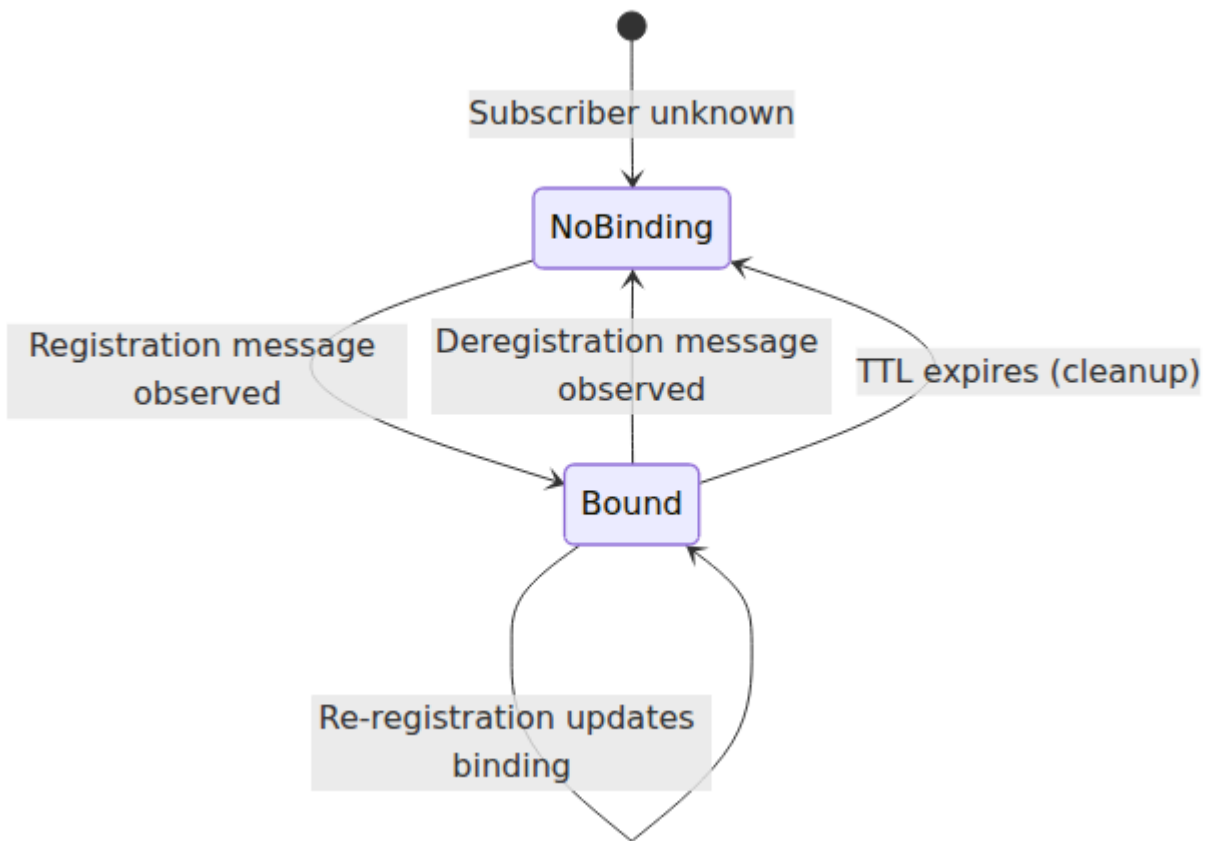 Subscriber unknown
NoBinding
Registration message
observed
Deregistration message
observed
TTL expires (cleanup)
Bound
Re-registration updates
binding